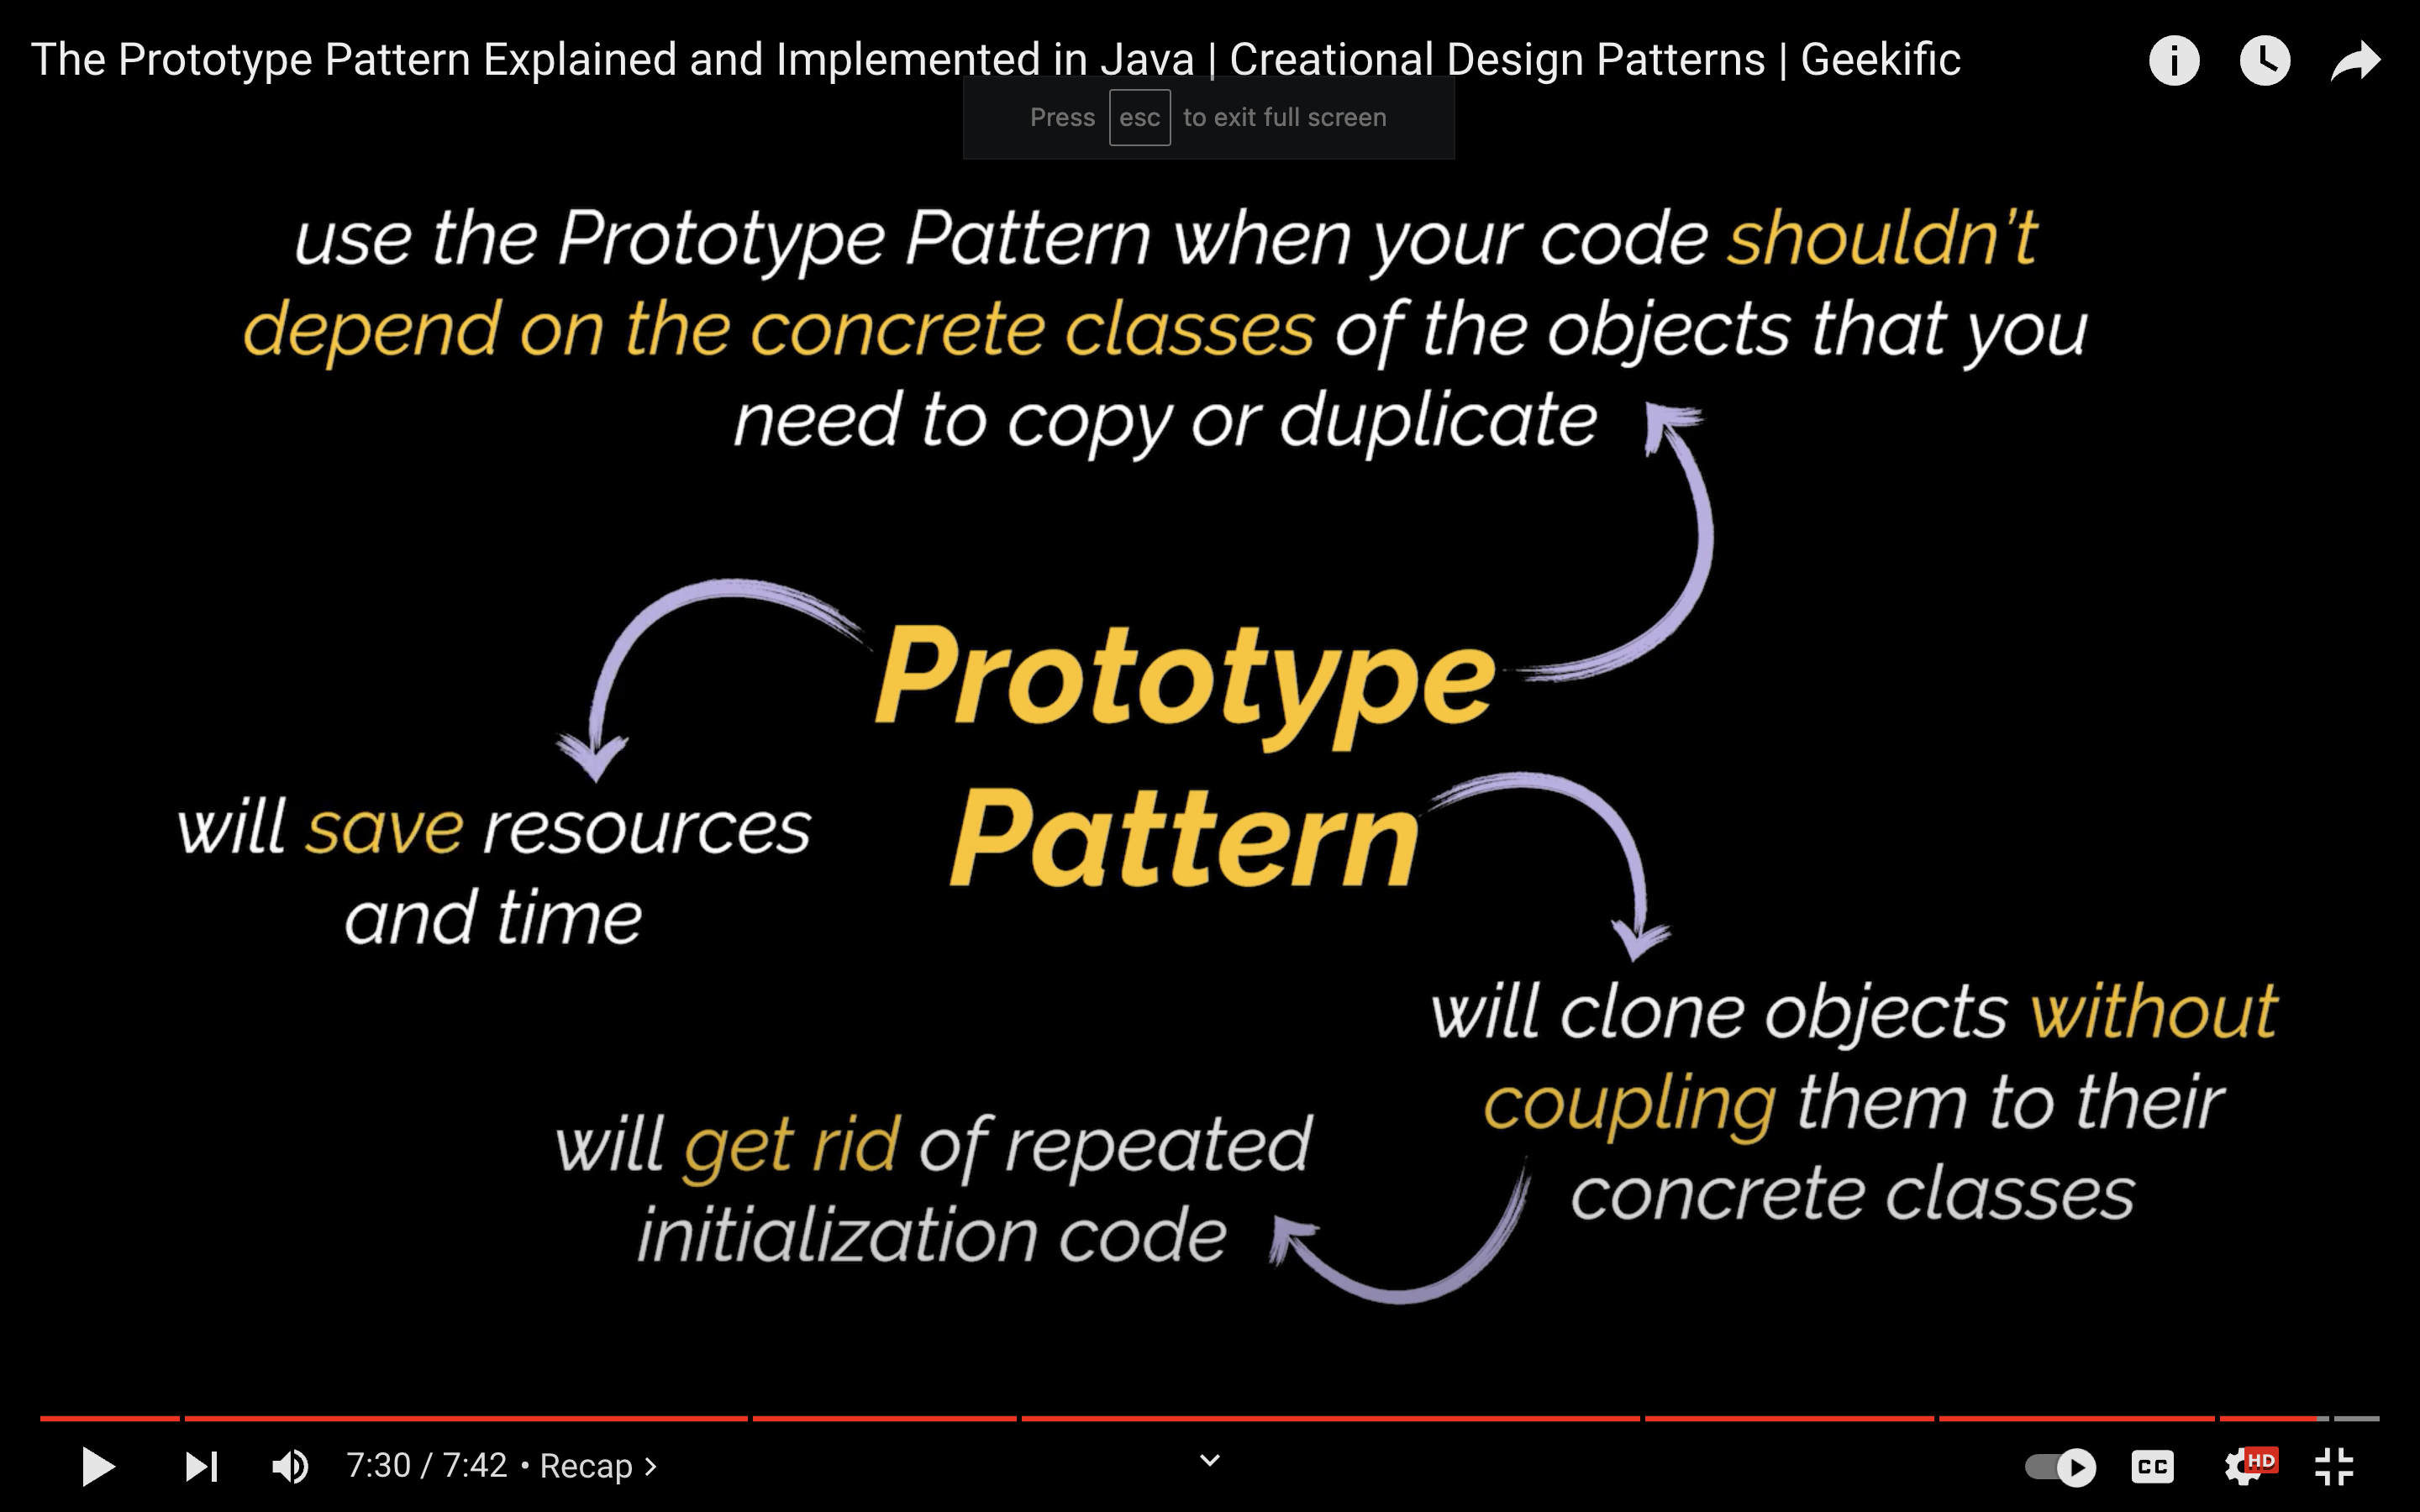 The Prototype Pattern Explained and Implemented in Java | Creational Design Patterns | Geekific
Press esc to exit full screen
use the Prototype Pattern when your code shouldn’t
depend on the concrete classes of the objects that you
need to copy or duplicate
Prototype
Pattern
will save resources
and time
will clone objects without
coupling them to their
concrete classes
will get rid of repeated
initialization code
7:30 / 7:42 • Recap
CC
HD